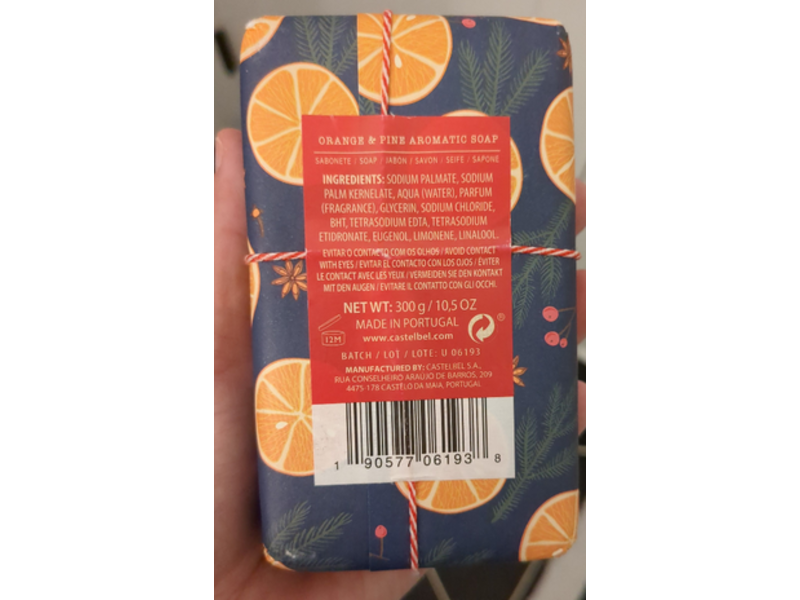 ORANGE & PINE AROMATIC SOAP
SABONETE / SOAP / JABÓN / SAVON / SEIFE / SAPONE
INGREDIENTS: SODIUM PALMATE, SODIUM
PALM KERNELATE, AQUA (WATER), PARFUM
(FRAGRANCE), GLYCERIN, SODIUM CHLORIDE,
BHT, TETRASODIUM EDTA, TETRASODIUM
ETIDRONATE, EUGENOL, LIMONENE, LINALOOL.
EVITAR O CONTACTO COM OS OLHOS / AVOID CONTACT
WITH EYES / EVITAR EL CONTACTO CON LOS OJOS / ÉVITER
LE CONTACT AVEC LES YEUX / VERMEIDEN SIE DEN KONTAKT
MIT DEN AUGEN / EVITARE IL CONTATTO CON GLI OCCHI.
NET WT: 300 g / 10,5 OZ
MADE IN PORTUGAL
12M www.castelbel.com
BATCH / LOT / LOTE: U 06193
MANUFACTURED BY: CASTELBEL S.A.,
RUA CONSELHEIRO ARAÚJO DE BARROS, 209
4475-178 CASTELO DA MAIA, PORTUGAL
1 90577 06193 8